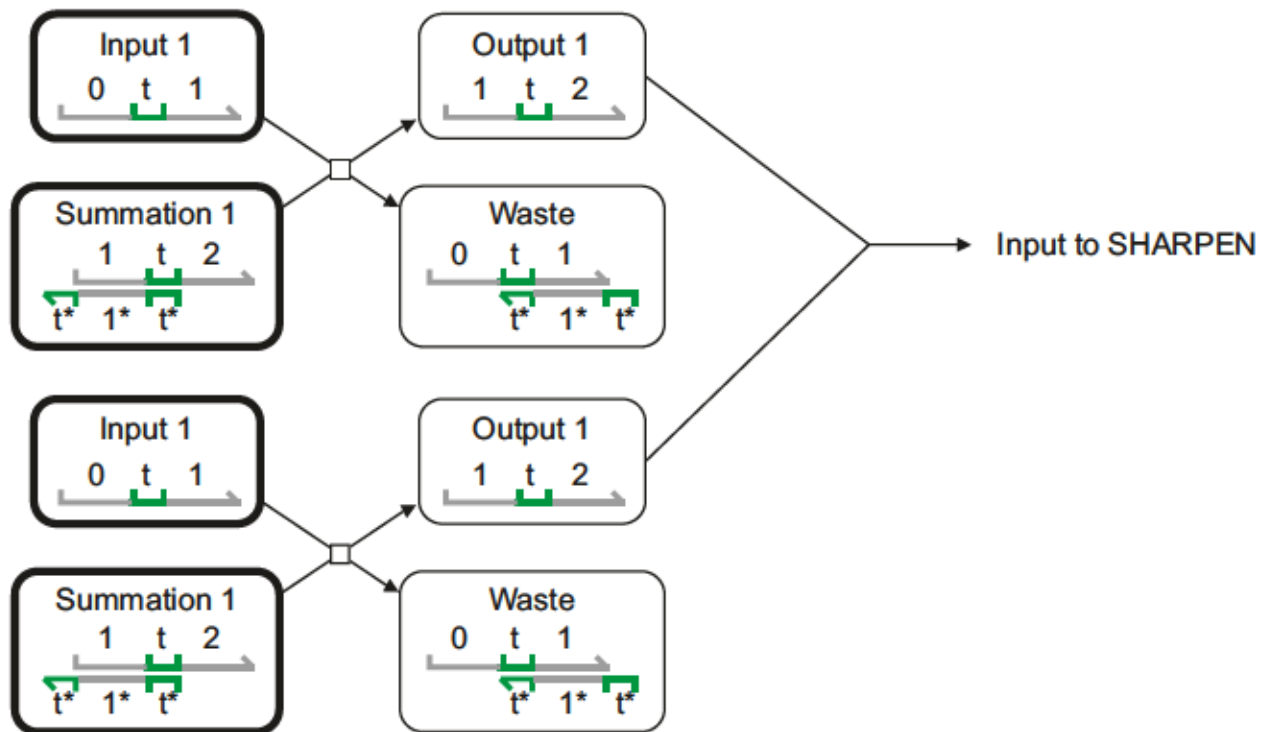 Input 1
0 t 1
Output 1
1 t 2
Summation 1
1 t 2
t* 1* t*
Waste
0 t 1
t* 1* t*
Input to SHARPEN
Input 1
0 t 1
Output 1
1 t 2
Summation 1
1 t 2
t* 1* t*
Waste
0 t 1
t* 1* t*